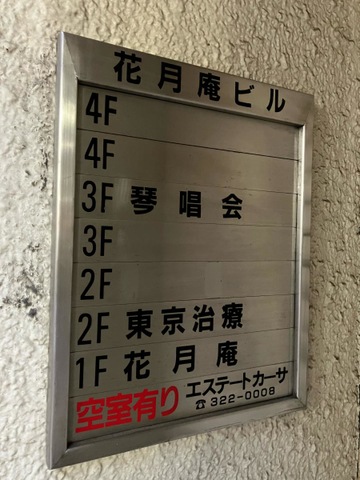 花月庵ビル
4F
4F
3F 琴唱会
3F
2F
2F 東京治療
1F 花月庵
空室有り エステートカーサ
☎322-0008